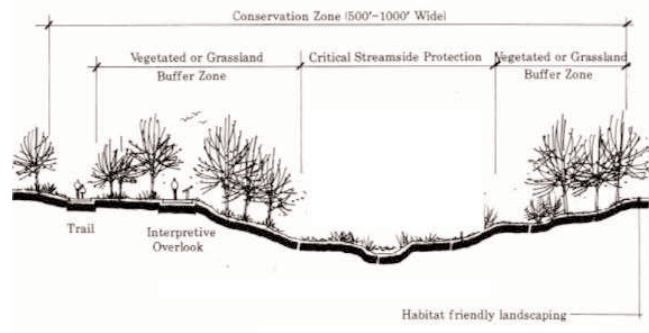 Conservation Zone (500'-1000' Wide)
Vegetated or Grassland
Buffer Zone
Critical Streamside Protection
Vegetated or Grassland
Buffer Zone
Trail
Interpretive
Overlook
Habitat friendly landscaping